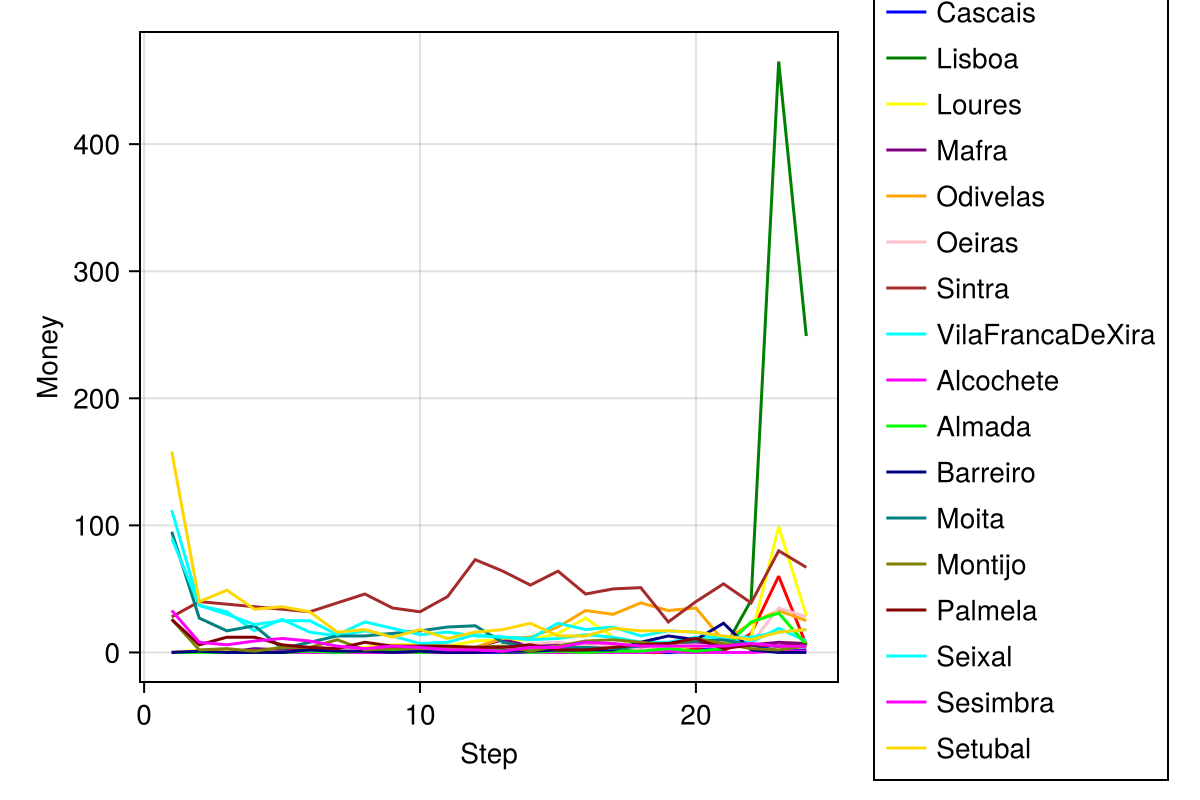 Money
400
300
200
100
0
0
10
20
Step
Cascais
Lisboa
Loures
Mafra
Odivelas
Oeiras
Sintra
VilaFrancaDeXira
Alcochete
Almada
Barreiro
Moita
Montijo
Palmela
Seixal
Sesimbra
Setubal